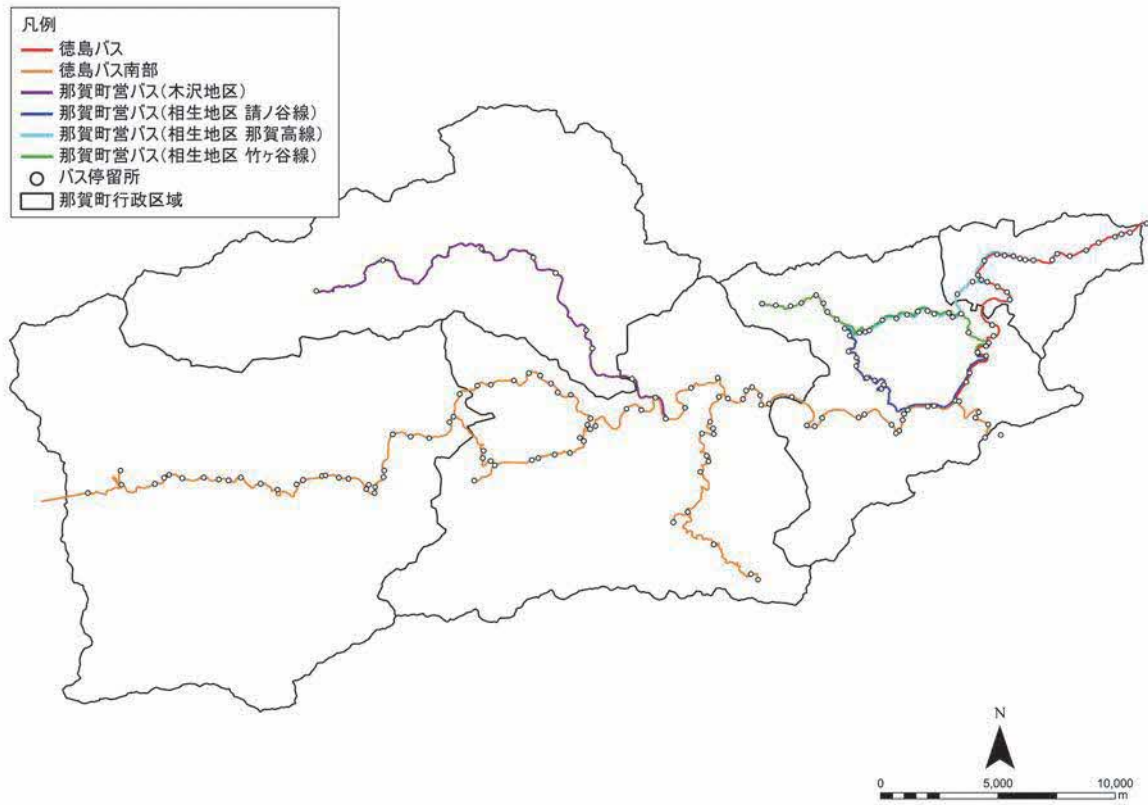 凡例
徳島バス
徳島バス南部
那賀町営バス(木沢地区)
那賀町営バス(相生地区 請ノ谷線)
那賀町営バス(相生地区 那賀高線)
那賀町営バス(相生地区 竹ヶ谷線)
バス停留所
那賀町行政区域
N
0 5,000 10,000
m